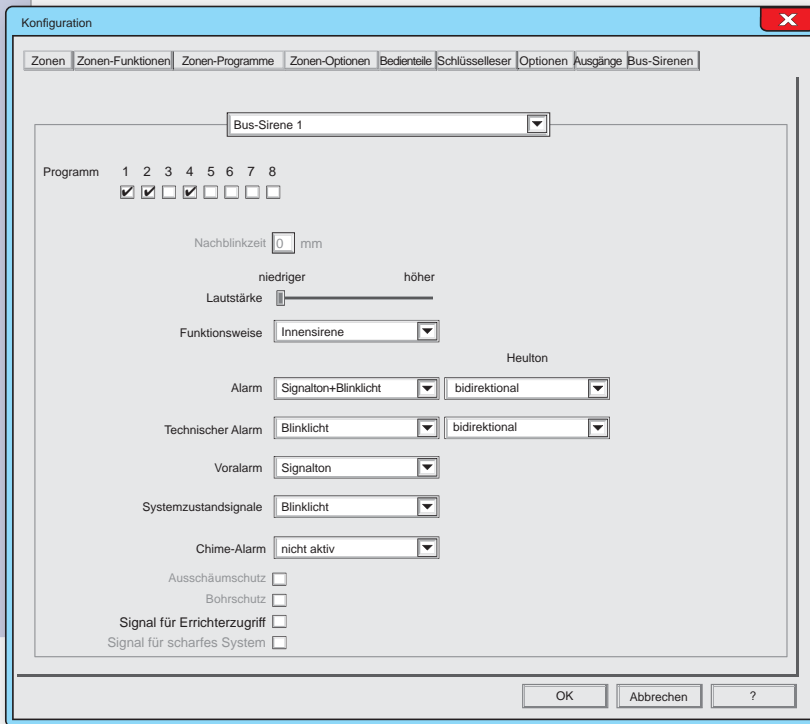 Konfiguration
Zonen Zonen-Funktionen Zonen-Programme Zonen-Optionen Bedienteile Schlüsselleser Optionen Ausgänge Bus-Sirenen
Bus-Sirene 1
Programm 1 2 3 4 5 6 7 8
Nachblinkzeit 0 mm
niedriger höher
Lautstärke
Funktionsweise Innensirene
Heulton
Alarm Signalton+Blinklicht bidirektional
Technischer Alarm Blinklicht bidirektional
Voralarm Signalton
Systemzustandsignale Blinklicht
Chime-Alarm nicht aktiv
Ausschäumschutz
Bohrschutz
Signal für Errichterzugriff
Signal für scharfes System
OK Abbrechen ?